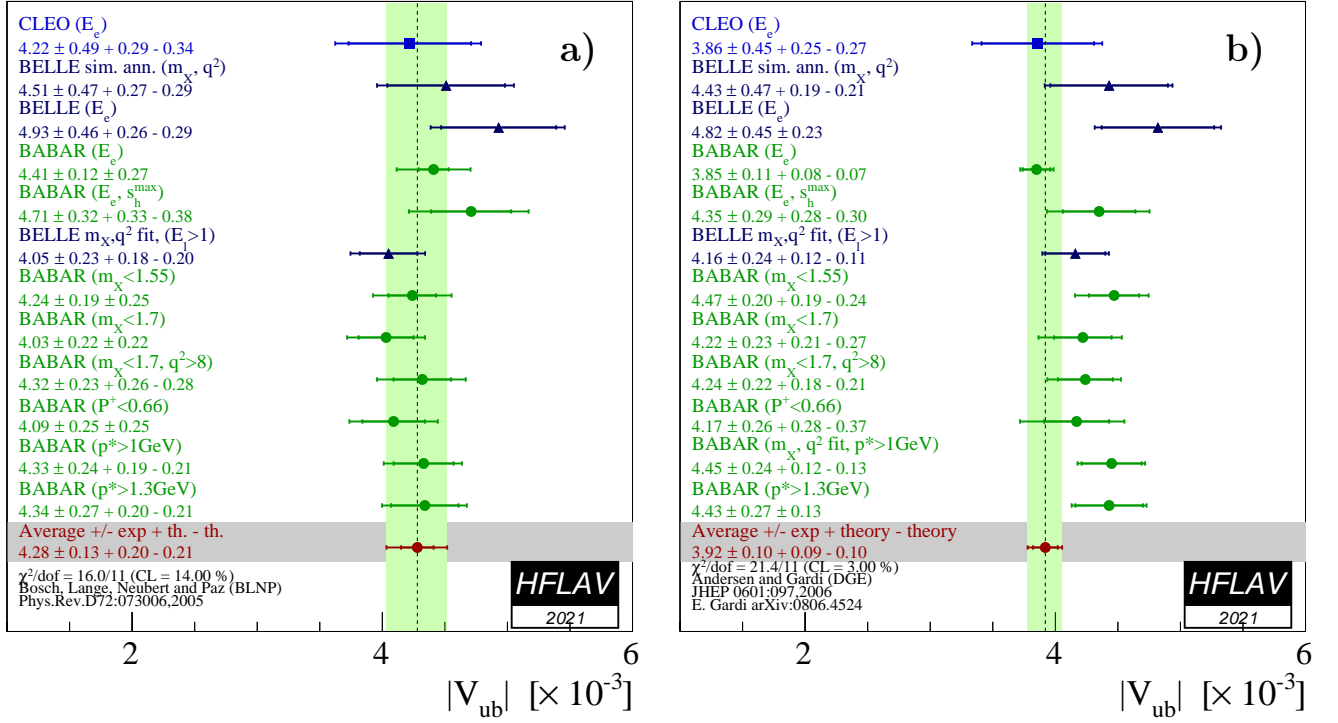 a)
CLEO (E_e)
4.22 ± 0.49 + 0.29 - 0.34
BELLE sim. ann. (m_X, q²)
4.51 ± 0.47 + 0.27 - 0.29
BELLE (E_e)
4.93 ± 0.46 + 0.26 - 0.29
BABAR (E_e)
4.41 ± 0.12 ± 0.27
BABAR (E_e, s_h^max)
4.71 ± 0.32 + 0.33 - 0.38
BELLE m_X,q² fit, (E_l>1)
4.05 ± 0.23 + 0.18 - 0.20
BABAR (m_X<1.55)
4.24 ± 0.19 ± 0.25
BABAR (m_X<1.7)
4.03 ± 0.22 ± 0.22
BABAR (m_X<1.7, q²>8)
4.32 ± 0.23 + 0.26 - 0.28
BABAR (P⁺<0.66)
4.09 ± 0.25 ± 0.25
BABAR (p*>1GeV)
4.33 ± 0.24 + 0.19 - 0.21
BABAR (p*>1.3GeV)
4.34 ± 0.27 + 0.20 - 0.21
Average +/- exp + th. - th.
4.28 ± 0.13 + 0.20 - 0.21
χ²/dof = 16.0/11 (CL = 14.00 %)
Bosch, Lange, Neubert and Paz (BLNP)
Phys.Rev.D72:073006,2005
HFLAV
2021
2 4 6
|V_ub| [× 10⁻³]
b)
CLEO (E_e)
3.86 ± 0.45 + 0.25 - 0.27
BELLE sim. ann. (m_X, q²)
4.43 ± 0.47 + 0.19 - 0.21
BELLE (E_e)
4.82 ± 0.45 ± 0.23
BABAR (E_e)
3.85 ± 0.11 + 0.08 - 0.07
BABAR (E_e, s_h^max)
4.35 ± 0.29 + 0.28 - 0.30
BELLE m_X,q² fit, (E_l>1)
4.16 ± 0.24 + 0.12 - 0.11
BABAR (m_X<1.55)
4.47 ± 0.20 + 0.19 - 0.24
BABAR (m_X<1.7)
4.22 ± 0.23 + 0.21 - 0.27
BABAR (m_X<1.7, q²>8)
4.24 ± 0.22 + 0.18 - 0.21
BABAR (P⁺<0.66)
4.17 ± 0.26 + 0.28 - 0.37
BABAR (m_X, q² fit, p*>1GeV)
4.45 ± 0.24 + 0.12 - 0.13
BABAR (p*>1.3GeV)
4.43 ± 0.27 ± 0.13
Average +/- exp + theory - theory
3.92 ± 0.10 + 0.09 - 0.10
χ²/dof = 21.4/11 (CL = 3.00 %)
Andersen and Gardi (DGE)
JHEP 0601:097,2006
E. Gardi arXiv:0806.4524
HFLAV
2021
2 4 6
|V_ub| [× 10⁻³]